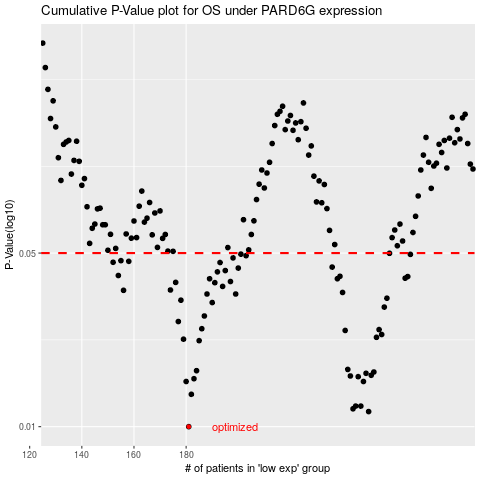 Cumulative P-Value plot for OS under PARD6G expression
P-Value(log10)
0.05
0.01
optimized
120 140 160 180
# of patients in 'low exp' group